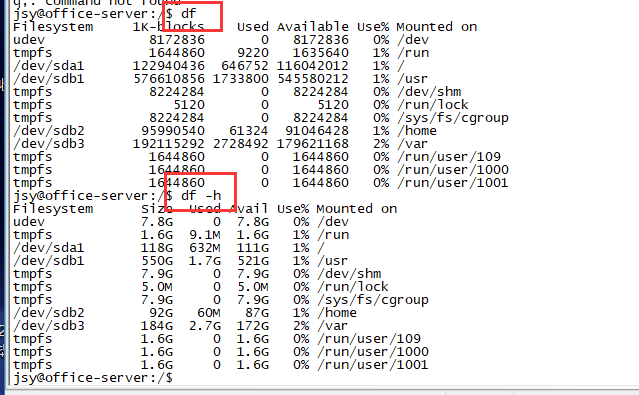 q,: command not found
jsy@office-server:/$ df
Filesystem 1K-blocks Used Available Use% Mounted on
udev 8172836 0 8172836 0% /dev
tmpfs 1644860 9220 1635640 1% /run
/dev/sda1 122940436 646752 116042012 1% /
/dev/sdb1 576610856 1733800 545580212 1% /usr
tmpfs 8224284 0 8224284 0% /dev/shm
tmpfs 5120 0 5120 0% /run/lock
tmpfs 8224284 0 8224284 0% /sys/fs/cgroup
/dev/sdb2 95990540 61324 91046428 1% /home
/dev/sdb3 192115292 2728492 179621168 2% /var
tmpfs 1644860 0 1644860 0% /run/user/109
tmpfs 1644860 0 1644860 0% /run/user/1000
tmpfs 1644860 0 1644860 0% /run/user/1001
jsy@office-server:/$ df -h
Filesystem Size Used Avail Use% Mounted on
udev 7.8G 0 7.8G 0% /dev
tmpfs 1.6G 9.1M 1.6G 1% /run
/dev/sda1 118G 632M 111G 1% /
/dev/sdb1 550G 1.7G 521G 1% /usr
tmpfs 7.9G 0 7.9G 0% /dev/shm
tmpfs 5.0M 0 5.0M 0% /run/lock
tmpfs 7.9G 0 7.9G 0% /sys/fs/cgroup
/dev/sdb2 92G 60M 87G 1% /home
/dev/sdb3 184G 2.7G 172G 2% /var
tmpfs 1.6G 0 1.6G 0% /run/user/109
tmpfs 1.6G 0 1.6G 0% /run/user/1000
tmpfs 1.6G 0 1.6G 0% /run/user/1001
jsy@office-server:/$